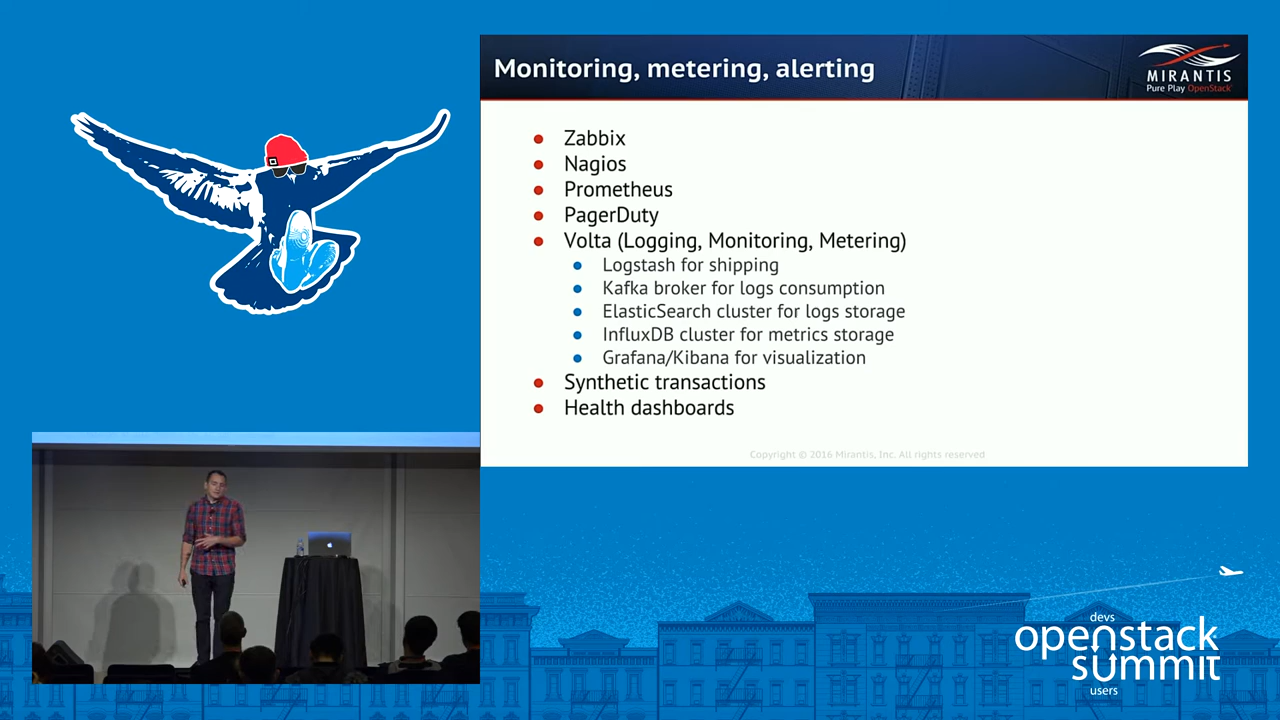 Monitoring, metering, alerting
MIRANTIS
Pure Play OpenStack
Zabbix
Nagios
Prometheus
PagerDuty
Volta (Logging, Monitoring, Metering)
Logstash for shipping
Kafka broker for logs consumption
ElasticSearch cluster for logs storage
InfluxDB cluster for metrics storage
Grafana/Kibana for visualization
Synthetic transactions
Health dashboards
Copyright © 2016 Mirantis, Inc. All rights reserved
devs
openstack
summit
users